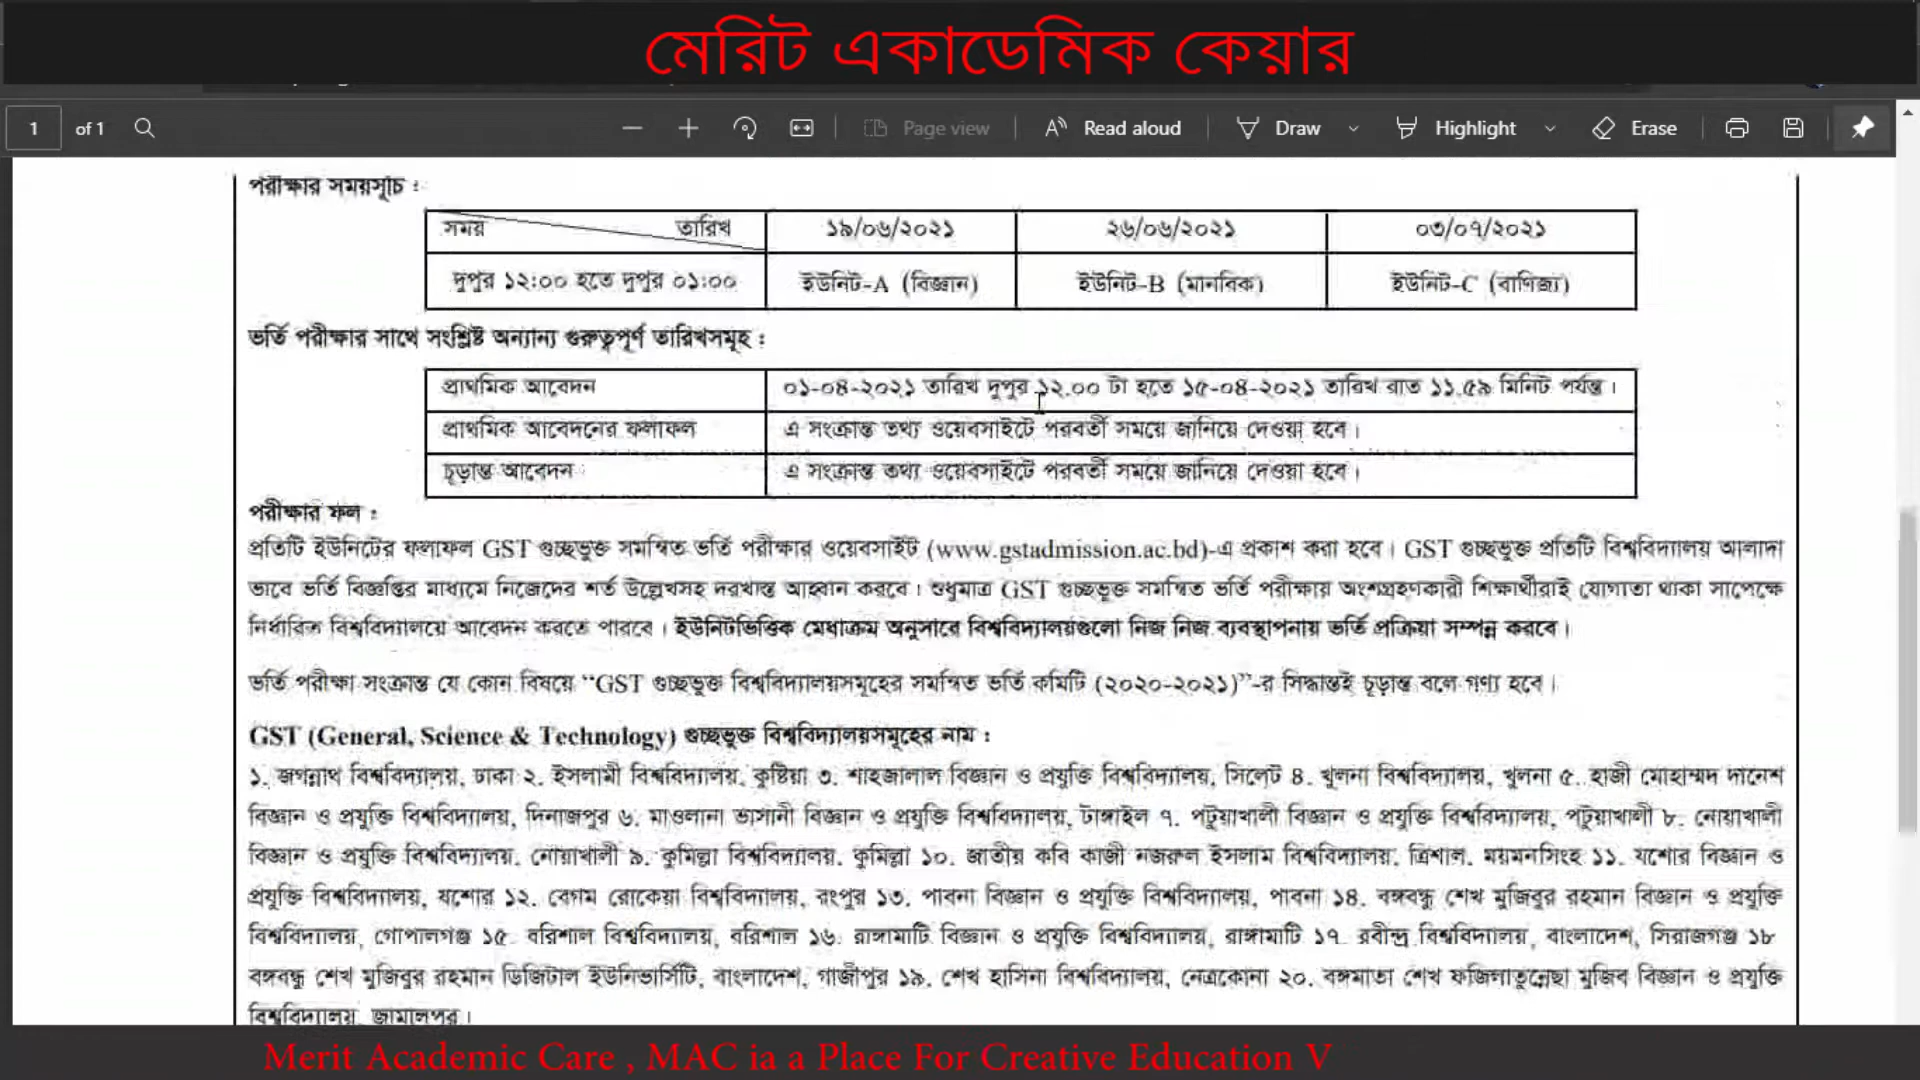 মেরিট একাডেমিক কেয়ার
1 of 1 Page view Read aloud Draw Highlight Erase
পরীক্ষার সময়সূচি :
সময় তারিখ ১৯/০৬/২০২১ ২৬/০৬/২০২১ ০৩/০৭/২০২১
দুপুর ১২:০০ হতে দুপুর ০১:০০ ইউনিট-A (বিজ্ঞান) ইউনিট-B (মানবিক) ইউনিট-C (বাণিজ্য)
ভর্তি পরীক্ষার সাথে সংশ্লিষ্ট অন্যান্য গুরুত্বপূর্ণ তারিখসমূহ :
প্রাথমিক আবেদন ০১-০৪-২০২১ তারিখ দুপুর ১২.০০ টা হতে ১৫-০৪-২০২১ তারিখ রাত ১১.৫৯ মিনিট পর্যন্ত।
প্রাথমিক আবেদনের ফলাফল এ সংক্রান্ত তথ্য ওয়েবসাইটে পরবর্তী সময়ে জানিয়ে দেওয়া হবে।
চূড়ান্ত আবেদন এ সংক্রান্ত তথ্য ওয়েবসাইটে পরবর্তী সময়ে জানিয়ে দেওয়া হবে।
পরীক্ষার ফল :
প্রতিটি ইউনিটের ফলাফল GST গুচ্ছভুক্ত সমন্বিত ভর্তি পরীক্ষার ওয়েবসাইট (www.gstadmission.ac.bd)-এ প্রকাশ করা হবে। GST গুচ্ছভুক্ত প্রতিটি বিশ্ববিদ্যালয় আলাদা
ভাবে ভর্তি বিজ্ঞপ্তির মাধ্যমে নিজেদের শর্ত উল্লেখসহ দরখাস্ত আহ্বান করবে। শুধুমাত্র GST গুচ্ছভুক্ত সমন্বিত ভর্তি পরীক্ষায় অংশগ্রহণকারী শিক্ষার্থীরাই যোগ্যতা থাকা সাপেক্ষে
নির্ধারিত বিশ্ববিদ্যালয়ে আবেদন করতে পারবে। ইউনিটভিত্তিক মেধাক্রম অনুসারে বিশ্ববিদ্যালয়গুলো নিজ নিজ ব্যবস্থাপনায় ভর্তি প্রক্রিয়া সম্পন্ন করবে।
ভর্তি পরীক্ষা সংক্রান্ত যে কোন বিষয়ে “GST গুচ্ছভুক্ত বিশ্ববিদ্যালয়সমূহের সমন্বিত ভর্তি কমিটি (২০২০-২০২১)”-র সিদ্ধান্তই চূড়ান্ত বলে গণ্য হবে।
GST (General, Science & Technology) গুচ্ছভুক্ত বিশ্ববিদ্যালয়সমূহের নাম :
১. জগন্নাথ বিশ্ববিদ্যালয়, ঢাকা ২. ইসলামী বিশ্ববিদ্যালয়, কুষ্টিয়া ৩. শাহজালাল বিজ্ঞান ও প্রযুক্তি বিশ্ববিদ্যালয়, সিলেট ৪. খুলনা বিশ্ববিদ্যালয়, খুলনা ৫. হাজী মোহাম্মদ দানেশ
বিজ্ঞান ও প্রযুক্তি বিশ্ববিদ্যালয়, দিনাজপুর ৬. মাওলানা ভাসানী বিজ্ঞান ও প্রযুক্তি বিশ্ববিদ্যালয়, টাঙ্গাইল ৭. পটুয়াখালী বিজ্ঞান ও প্রযুক্তি বিশ্ববিদ্যালয়, পটুয়াখালী ৮. নোয়াখালী
বিজ্ঞান ও প্রযুক্তি বিশ্ববিদ্যালয়, নোয়াখালী ৯. কুমিল্লা বিশ্ববিদ্যালয়, কুমিল্লা ১০. জাতীয় কবি কাজী নজরুল ইসলাম বিশ্ববিদ্যালয়, ত্রিশাল, ময়মনসিংহ ১১. যশোর বিজ্ঞান ও
প্রযুক্তি বিশ্ববিদ্যালয়, যশোর ১২. বেগম রোকেয়া বিশ্ববিদ্যালয়, রংপুর ১৩. পাবনা বিজ্ঞান ও প্রযুক্তি বিশ্ববিদ্যালয়, পাবনা ১৪. বঙ্গবন্ধু শেখ মুজিবুর রহমান বিজ্ঞান ও প্রযুক্তি
বিশ্ববিদ্যালয়, গোপালগঞ্জ ১৫. বরিশাল বিশ্ববিদ্যালয়, বরিশাল ১৬. রাঙ্গামাটি বিজ্ঞান ও প্রযুক্তি বিশ্ববিদ্যালয়, রাঙ্গামাটি ১৭. রবীন্দ্র বিশ্ববিদ্যালয়, বাংলাদেশ, সিরাজগঞ্জ ১৮
বঙ্গবন্ধু শেখ মুজিবুর রহমান ডিজিটাল ইউনিভার্সিটি, বাংলাদেশ, গাজীপুর ১৯. শেখ হাসিনা বিশ্ববিদ্যালয়, নেত্রকোনা ২০. বঙ্গমাতা শেখ ফজিলাতুন্নেছা মুজিব বিজ্ঞান ও প্রযুক্তি
বিশ্ববিদ্যালয়, জামালপুর।
Merit Academic Care , MAC ia a Place For Creative Education V